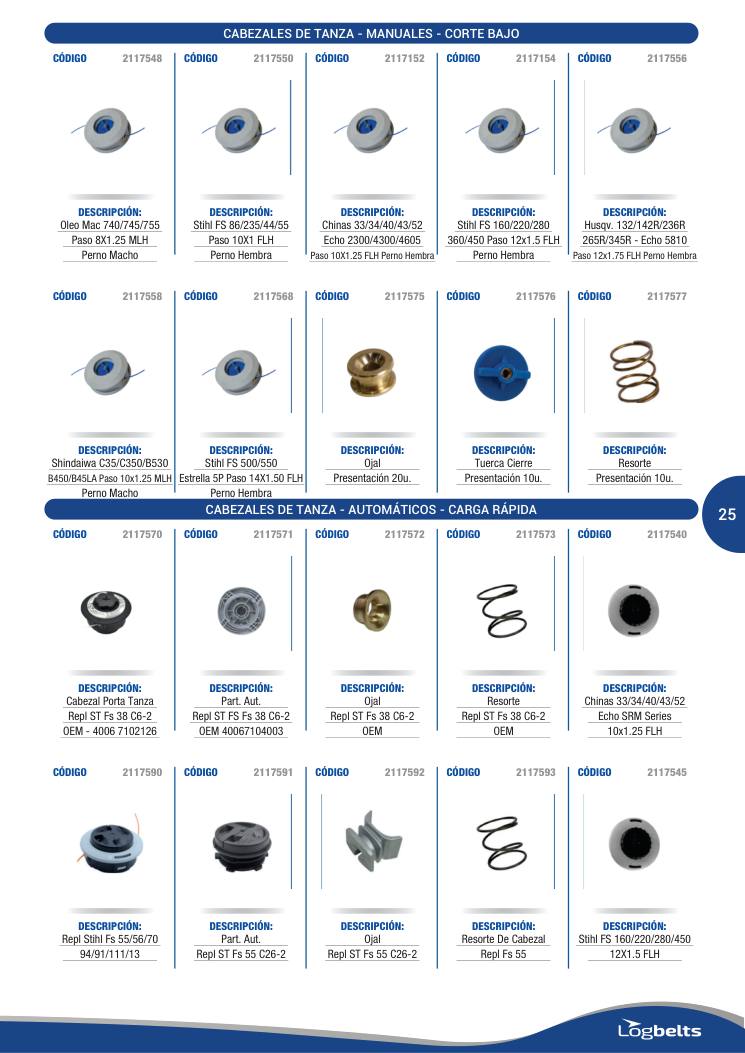 CABEZALES DE TANZA - MANUALES - CORTE BAJO
CÓDIGO 2117548
DESCRIPCIÓN:
Oleo Mac 740/745/755
Paso 8X1.25 MLH
Perno Macho
CÓDIGO 2117550
DESCRIPCIÓN:
Stihl FS 86/235/44/55
Paso 10X1 FLH
Perno Hembra
CÓDIGO 2117152
DESCRIPCIÓN:
Chinas 33/34/40/43/52
Echo 2300/4300/4605
Paso 10X1.25 FLH Perno Hembra
CÓDIGO 2117154
DESCRIPCIÓN:
Stihl FS 160/220/280
360/450 Paso 12x1.5 FLH
Perno Hembra
CÓDIGO 2117556
DESCRIPCIÓN:
Husqv. 132/142R/236R
265R/345R - Echo 5810
Paso 12x1.75 FLH Perno Hembra
CÓDIGO 2117558
DESCRIPCIÓN:
Shindaiwa C35/C350/B530
B450/B45LA Paso 10x1.25 MLH
Perno Macho
CÓDIGO 2117568
DESCRIPCIÓN:
Stihl FS 500/550
Estrella 5P Paso 14X1.50 FLH
Perno Hembra
CÓDIGO 2117575
DESCRIPCIÓN:
Ojal
Presentación 20u.
CÓDIGO 2117576
DESCRIPCIÓN:
Tuerca Cierre
Presentación 10u.
CÓDIGO 2117577
DESCRIPCIÓN:
Resorte
Presentación 10u.
25
CABEZALES DE TANZA - AUTOMÁTICOS - CARGA RÁPIDA
CÓDIGO 2117570
DESCRIPCIÓN:
Cabezal Porta Tanza
Repl ST Fs 38 C6-2
OEM - 4006 7102126
CÓDIGO 2117571
DESCRIPCIÓN:
Part. Aut.
Repl ST FS Fs 38 C6-2
OEM 40067104003
CÓDIGO 2117572
DESCRIPCIÓN:
Ojal
Repl ST Fs 38 C6-2
OEM
CÓDIGO 2117573
DESCRIPCIÓN:
Resorte
Repl ST Fs 38 C6-2
OEM
CÓDIGO 2117540
DESCRIPCIÓN:
Chinas 33/34/40/43/52
Echo SRM Series
10x1.25 FLH
CÓDIGO 2117590
DESCRIPCIÓN:
Repl Stihl Fs 55/56/70
94/91/111/13
CÓDIGO 2117591
DESCRIPCIÓN:
Part. Aut.
Repl ST Fs 55 C26-2
CÓDIGO 2117592
DESCRIPCIÓN:
Ojal
Repl ST Fs 55 C26-2
CÓDIGO 2117593
DESCRIPCIÓN:
Resorte De Cabezal
Repl Fs 55
CÓDIGO 2117545
DESCRIPCIÓN:
Stihl FS 160/220/280/450
12X1.5 FLH
Logbelts